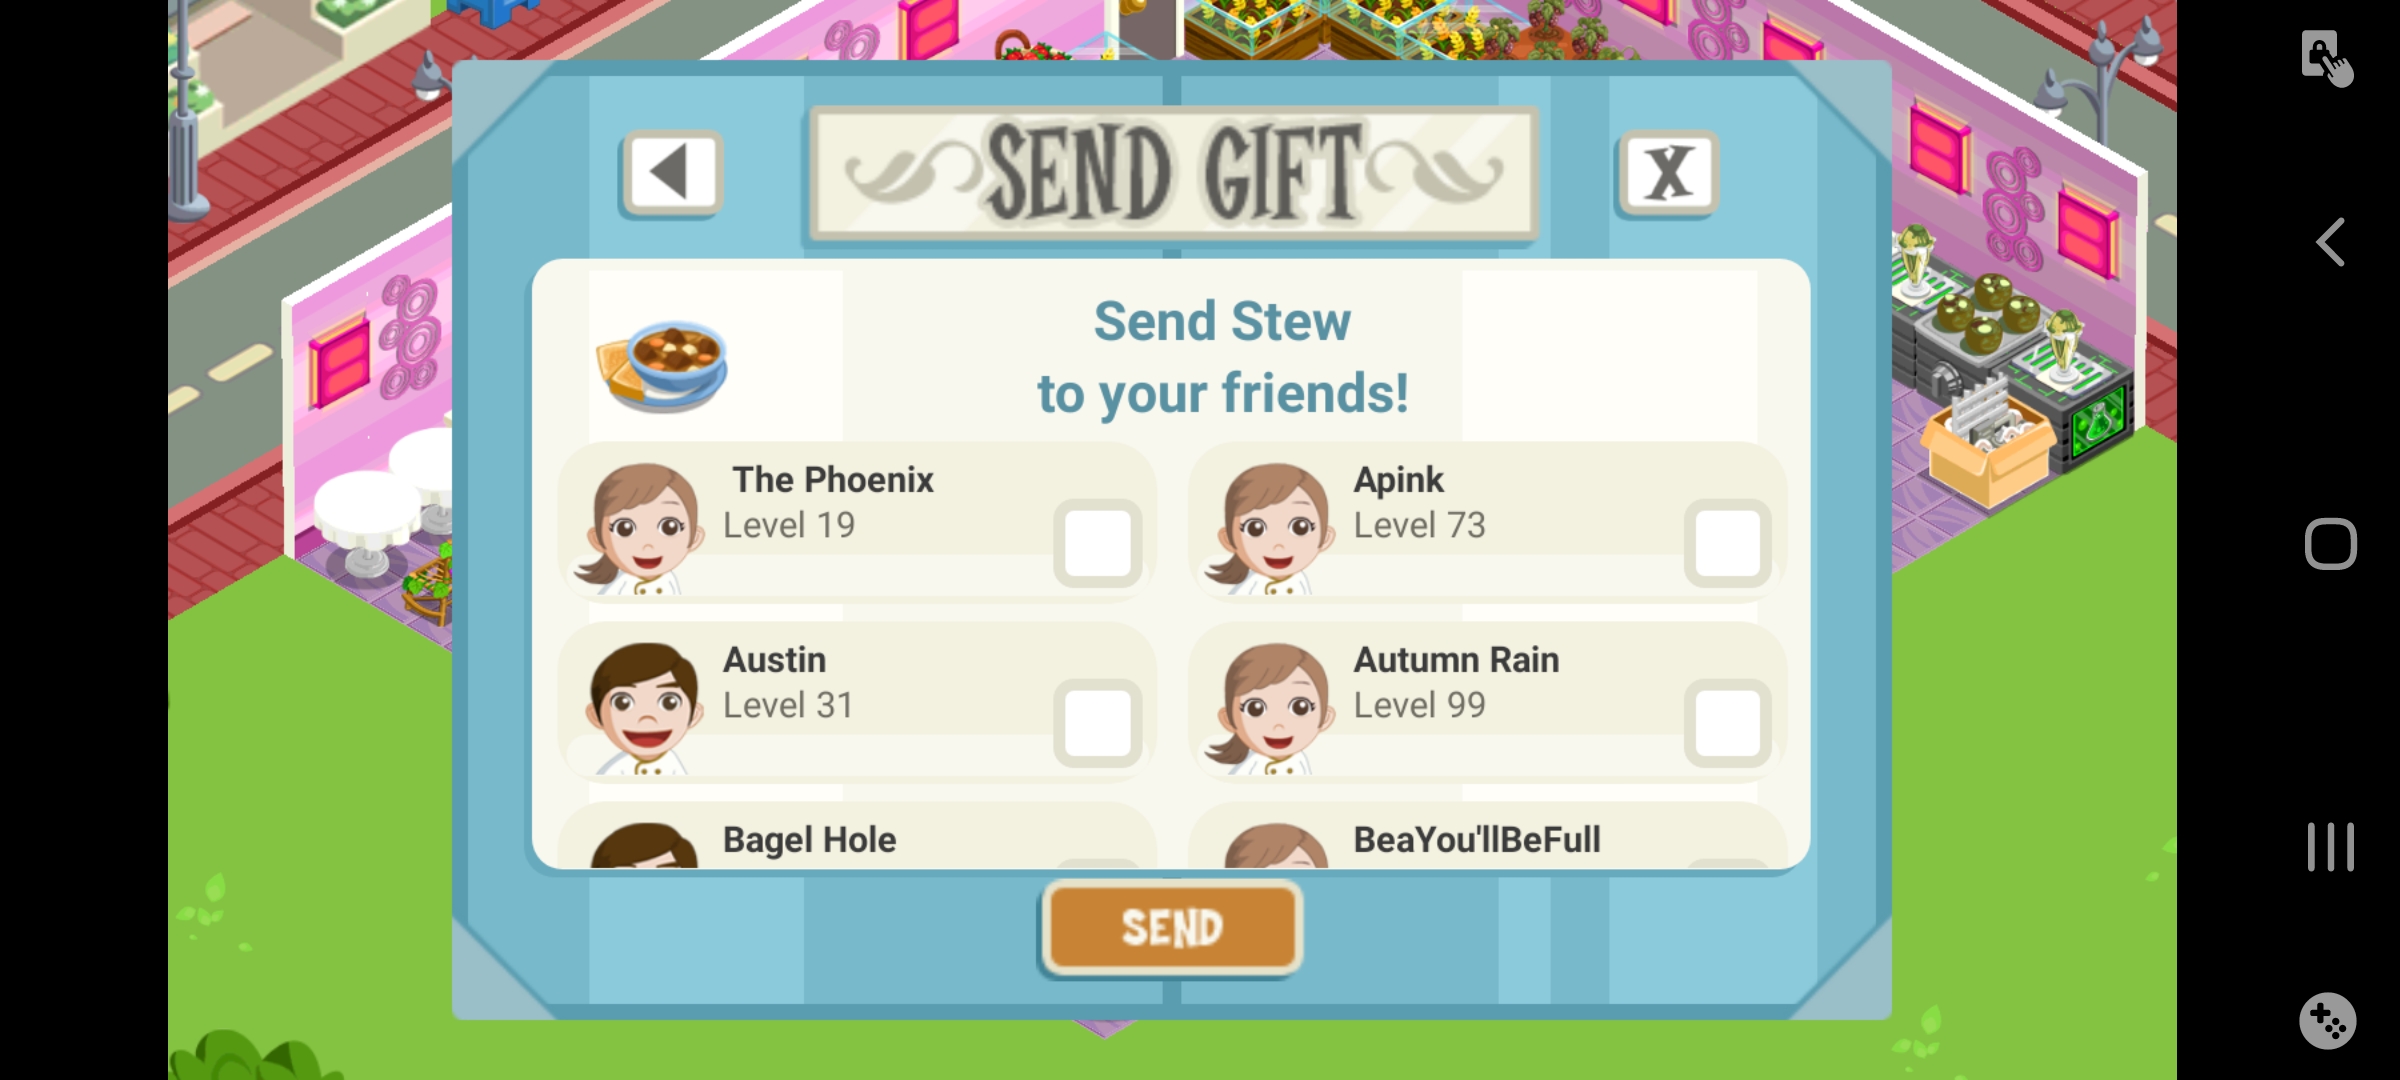 SEND GIFT
X
Send Stew
to your friends!
The Phoenix
Level 19
Apink
Level 73
Austin
Level 31
Autumn Rain
Level 99
Bagel Hole
BeaYou'llBeFull
SEND